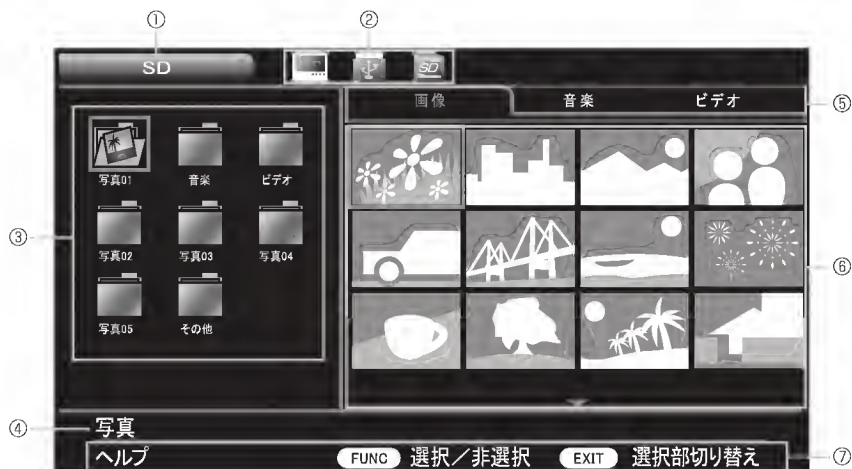 ① ②
SD SD
画像 音楽 ビデオ ⑤
写真01 音楽 ビデオ
③ 写真02 写真03 写真04 ⑥
写真05 その他
④ 写真
ヘルプ FUNC 選択／非選択 EXIT 選択部切り替え ⑦